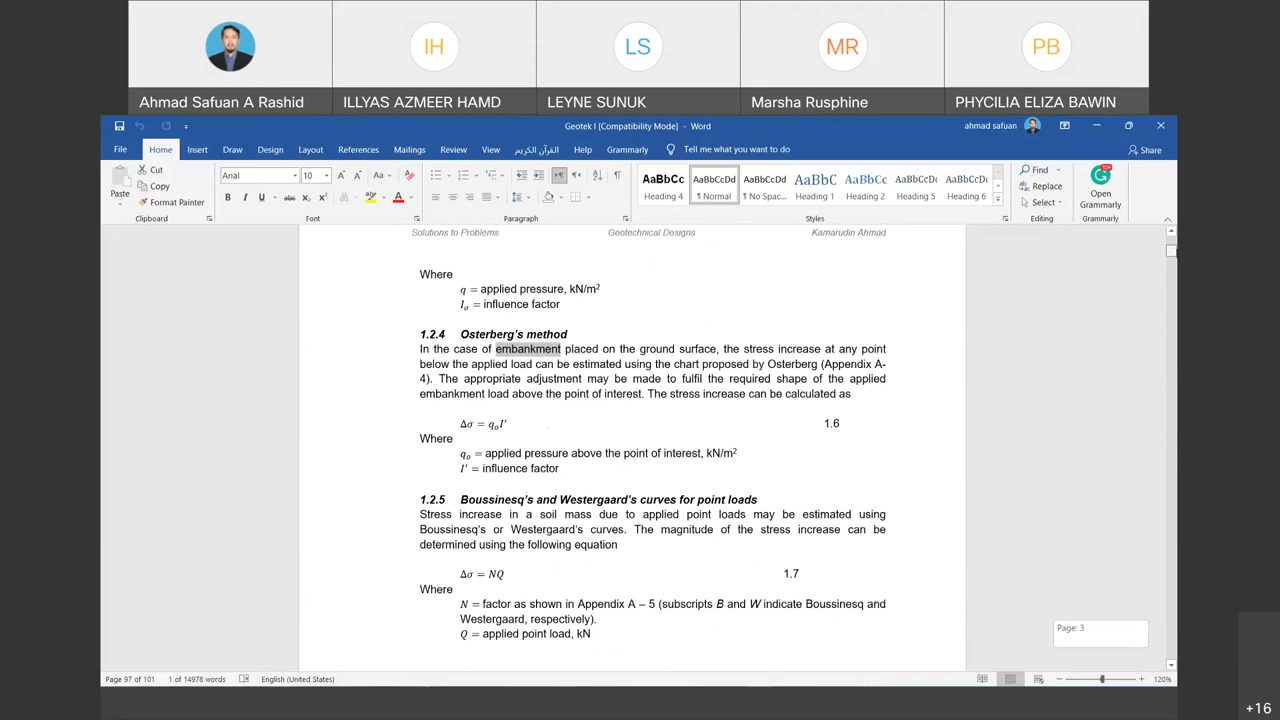 IH
LS
MR
PB
Ahmad Safuan A Rashid
ILLYAS AZMEER HAMD
LEYNE SUNUK
Marsha Rusphine
PHYCILIA ELIZA BAWIN
Geotek I [Compatibility Mode] - Word
ahmad safuan
File Home Insert Draw Design Layout References Mailings Review View القرآن الكريم Help Grammarly Tell me what you want to do Share
Paste
Cut
Copy
Format Painter
Clipboard
Arial 10
Font
Paragraph
AaBbCc AaBbCcDd AaBbCcDd AaBbC AaBbCc AaBbCcD AaBbCcD
Heading 4 ¶ Normal ¶ No Spac... Heading 1 Heading 2 Heading 5 Heading 6
Styles
Find
Replace
Select
Editing
Open
Grammarly
Grammarly
Solutions to Problems Geotechnical Designs Kamarudin Ahmad
Where
q = applied pressure, kN/m²
Iσ = influence factor
1.2.4 Osterberg's method
In the case of embankment placed on the ground surface, the stress increase at any point
below the applied load can be estimated using the chart proposed by Osterberg (Appendix A-
4). The appropriate adjustment may be made to fulfil the required shape of the applied
embankment load above the point of interest. The stress increase can be calculated as
Δσ = qₒI′ 1.6
Where
qₒ = applied pressure above the point of interest, kN/m²
I′ = influence factor
1.2.5 Boussinesq's and Westergaard's curves for point loads
Stress increase in a soil mass due to applied point loads may be estimated using
Boussinesq's or Westergaard's curves. The magnitude of the stress increase can be
determined using the following equation
Δσ = NQ 1.7
Where
N = factor as shown in Appendix A – 5 (subscripts B and W indicate Boussinesq and
Westergaard, respectively).
Q = applied point load, kN
Page: 3
Page 97 of 101 1 of 14978 words English (United States) 120%
+16